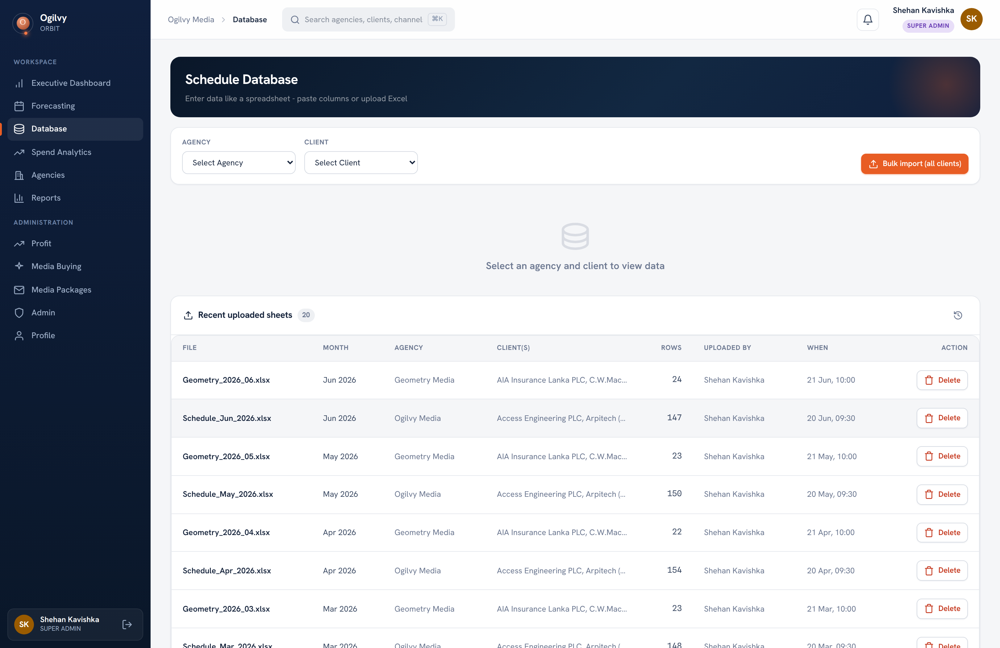 Ogilvy
ORBIT
WORKSPACE
Executive Dashboard
Forecasting
Database
Spend Analytics
Agencies
Reports
ADMINISTRATION
Profit
Media Buying
Media Packages
Admin
Profile
SK Shehan Kavishka
SUPER ADMIN
Ogilvy Media > Database
Search agencies, clients, channel ⌘K
Shehan Kavishka
SUPER ADMIN
SK
Schedule Database
Enter data like a spreadsheet - paste columns or upload Excel
AGENCY CLIENT
Select Agency Select Client
Bulk import (all clients)
Select an agency and client to view data
Recent uploaded sheets 20
FILE MONTH AGENCY CLIENT(S) ROWS UPLOADED BY WHEN ACTION
Geometry_2026_06.xlsx Jun 2026 Geometry Media AIA Insurance Lanka PLC, C.W.Mac... 24 Shehan Kavishka 21 Jun, 10:00 Delete
Schedule_Jun_2026.xlsx Jun 2026 Ogilvy Media Access Engineering PLC, Arpitech (... 147 Shehan Kavishka 20 Jun, 09:30 Delete
Geometry_2026_05.xlsx May 2026 Geometry Media AIA Insurance Lanka PLC, C.W.Mac... 23 Shehan Kavishka 21 May, 10:00 Delete
Schedule_May_2026.xlsx May 2026 Ogilvy Media Access Engineering PLC, Arpitech (... 150 Shehan Kavishka 20 May, 09:30 Delete
Geometry_2026_04.xlsx Apr 2026 Geometry Media AIA Insurance Lanka PLC, C.W.Mac... 22 Shehan Kavishka 21 Apr, 10:00 Delete
Schedule_Apr_2026.xlsx Apr 2026 Ogilvy Media Access Engineering PLC, Arpitech (... 154 Shehan Kavishka 20 Apr, 09:30 Delete
Geometry_2026_03.xlsx Mar 2026 Geometry Media AIA Insurance Lanka PLC, C.W.Mac... 23 Shehan Kavishka 21 Mar, 10:00 Delete
Schedule_Mar_2026.xlsx Mar 2026 Ogilvy Media Access Engineering PLC, Arpitech ( 148 Shehan Kavishka 20 Mar, 09:30 Delete